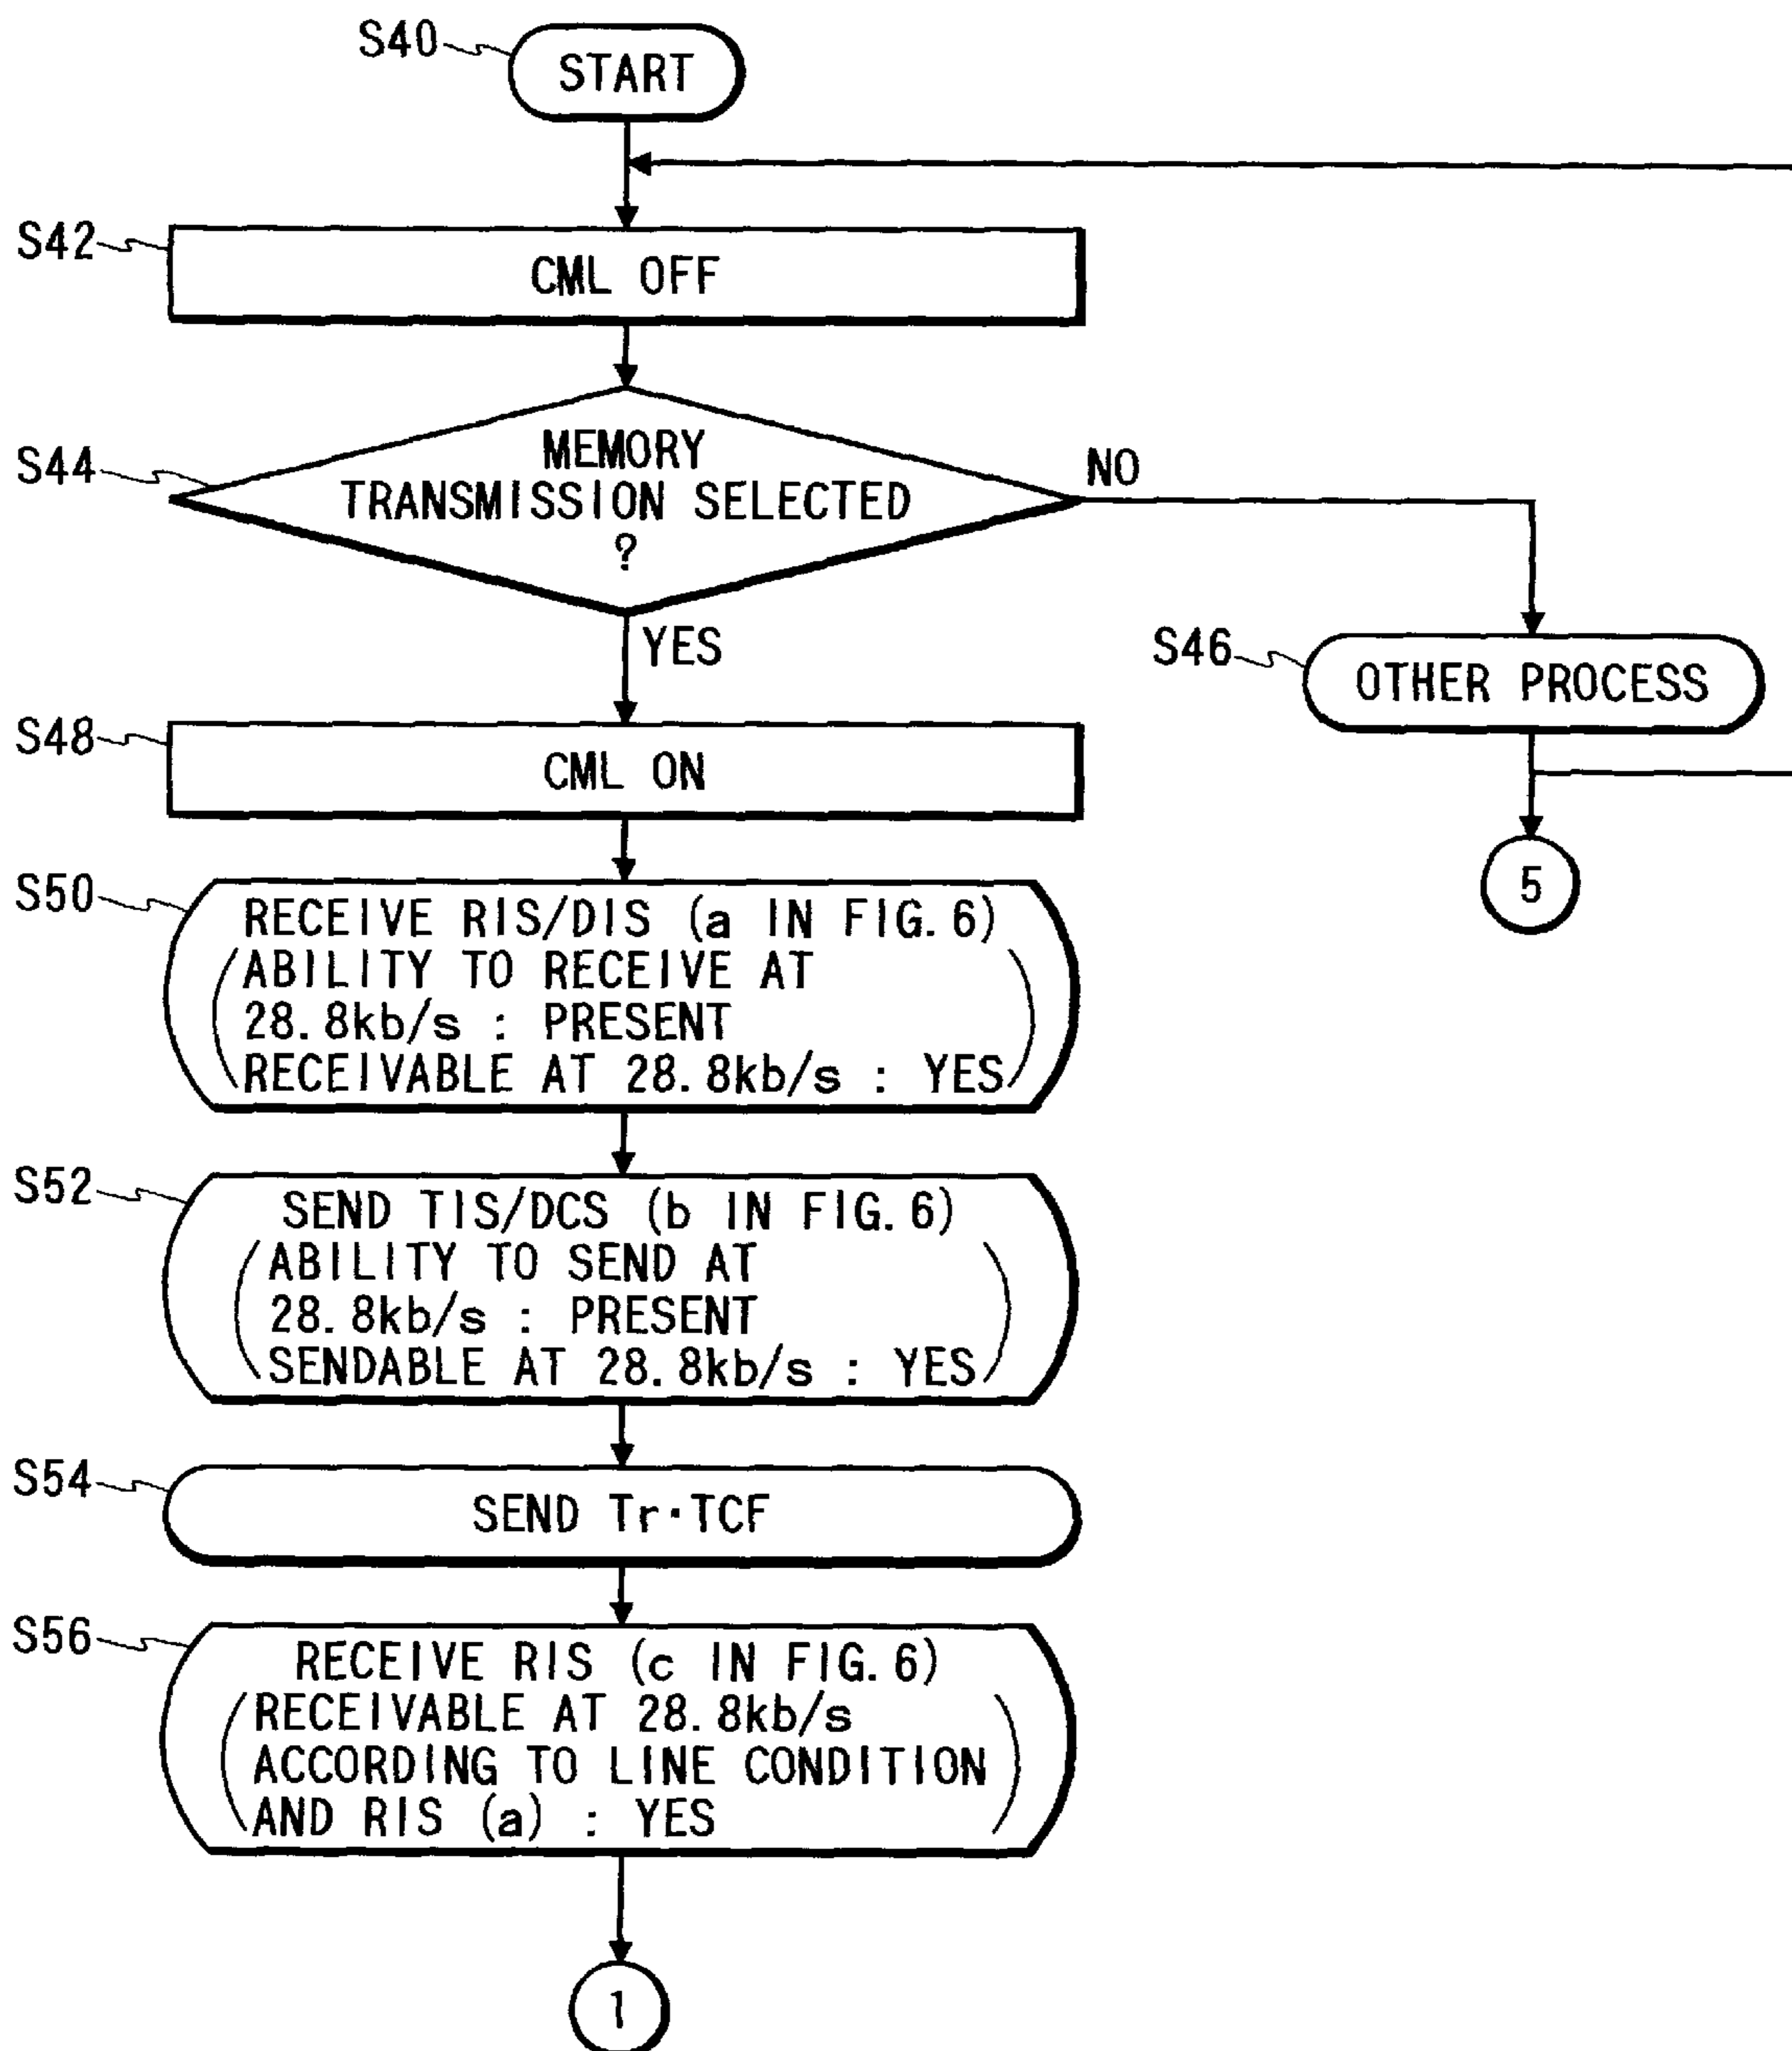 S40
START
S42
CML OFF
S44
MEMORY
TRANSMISSION SELECTED
?
NO
YES
S46
OTHER PROCESS
S48
CML ON
5
S50
RECEIVE RIS/DIS (a IN FIG. 6)
(ABILITY TO RECEIVE AT
28.8kb/s : PRESENT
RECEIVABLE AT 28.8kb/s : YES)
S52
SEND TIS/DCS (b IN FIG. 6)
(ABILITY TO SEND AT
28.8kb/s : PRESENT
SENDABLE AT 28.8kb/s : YES)
S54
SEND Tr·TCF
S56
RECEIVE RIS (c IN FIG. 6)
(RECEIVABLE AT 28.8kb/s
ACCORDING TO LINE CONDITION
AND RIS (a) : YES)
1